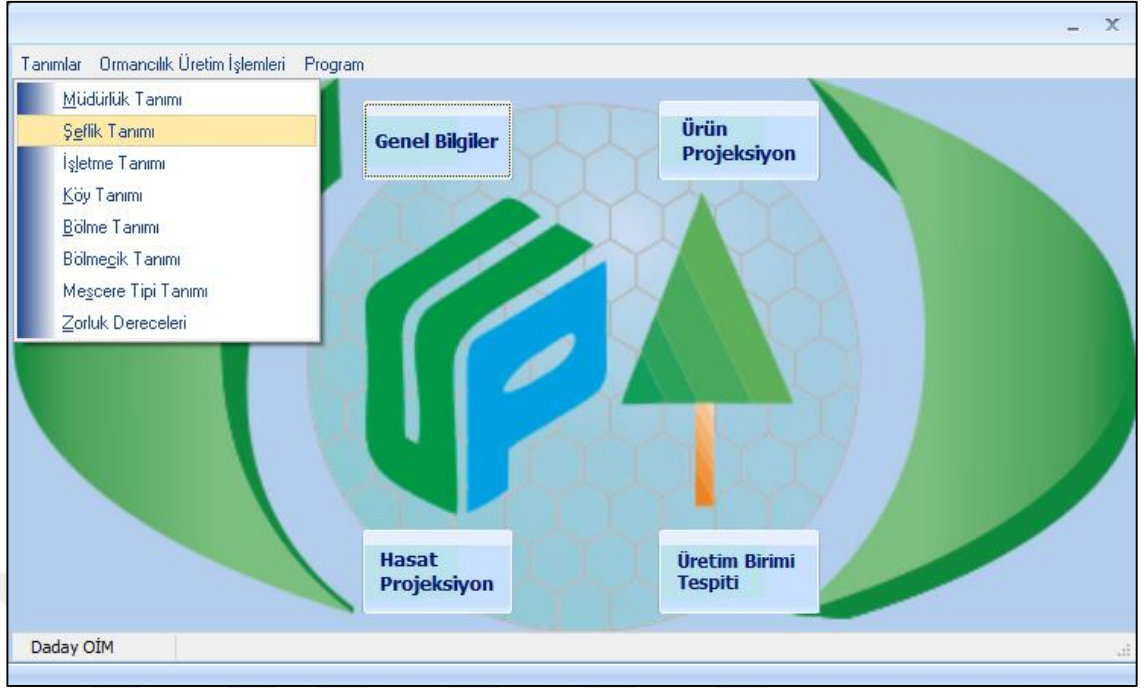 Tanımlar Ormancılık Üretim İşlemleri Program
Müdürlük Tanımı
Şeflik Tanımı
İşletme Tanımı
Köy Tanımı
Bölme Tanımı
Bölmeçik Tanımı
Meşcere Tipi Tanımı
Zorluk Dereceleri
Genel Bilgiler
Ürün
Projeksiyon
Hasat
Projeksiyon
Üretim Birimi
Tespiti
Daday OİM